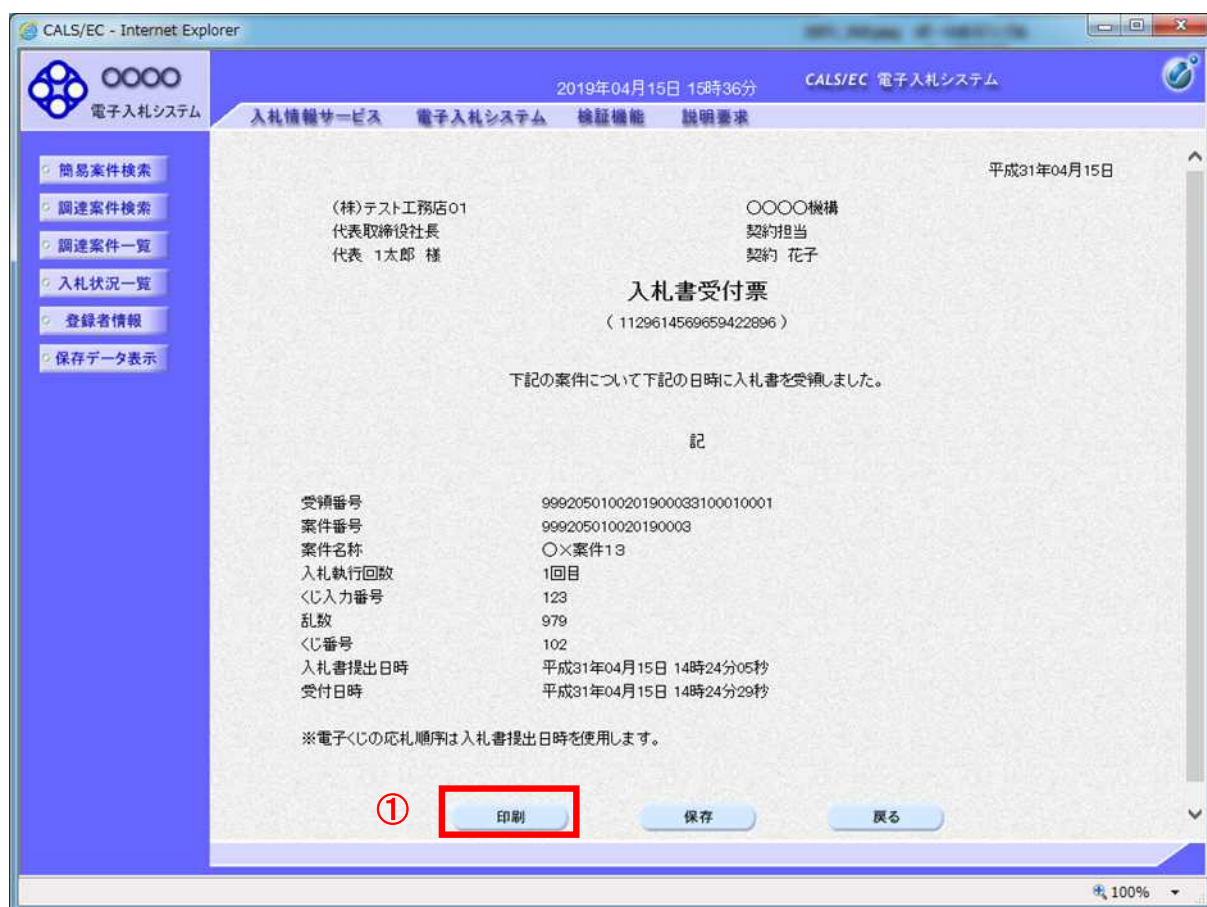 CALS/EC - Internet Explorer
〇〇〇〇
電子入札システム
2019年04月15日 15時36分
CALS/EC 電子入札システム
入札情報サービス 電子入札システム 検証機能 説明要求
簡易案件検索
調達案件検索
調達案件一覧
入札状況一覧
登録者情報
保存データ表示
平成31年04月15日
(株)テスト工務店01
代表取締役社長
代表 1太郎 様
〇〇〇〇機構
契約担当
契約 花子
入札書受付票
( 1129614569659422896 )
下記の案件について下記の日時に入札書を受領しました。
記
受領番号 99920501002019000033100010001
案件番号 999205010020190003
案件名称 〇×案件13
入札執行回数 1回目
くじ入力番号 123
乱数 979
くじ番号 102
入札書提出日時 平成31年04月15日 14時24分05秒
受付日時 平成31年04月15日 14時24分29秒
※電子くじの応札順序は入札書提出日時を使用します。
① 印刷 保存 戻る
100%